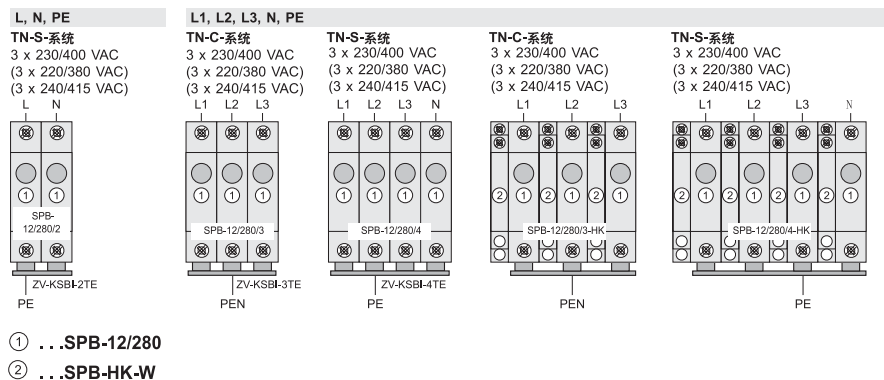 L, N, PE
TN-S-系统
3 x 230/400 VAC
(3 x 220/380 VAC)
(3 x 240/415 VAC)
L N
1 1
SPB-
12/280/2
ZV-KSBI-2TE
PE
L1, L2, L3, N, PE
TN-C-系统
3 x 230/400 VAC
(3 x 220/380 VAC)
(3 x 240/415 VAC)
L1 L2 L3
1 1 1
SPB-12/280/3
ZV-KSBI-3TE
PEN
TN-S-系统
3 x 230/400 VAC
(3 x 220/380 VAC)
(3 x 240/415 VAC)
L1 L2 L3 N
1 1 1 1
SPB-12/280/4
ZV-KSBI-4TE
PE
TN-C-系统
3 x 230/400 VAC
(3 x 220/380 VAC)
(3 x 240/415 VAC)
L1 L2 L3
2 1 2 1 2 1
SPB-12/280/3-HK
PEN
TN-S-系统
3 x 230/400 VAC
(3 x 220/380 VAC)
(3 x 240/415 VAC)
L1 L2 L3 N
2 1 2 1 2 1 2 1
SPB-12/280/4-HK
PE
1 ...SPB-12/280
2 ...SPB-HK-W